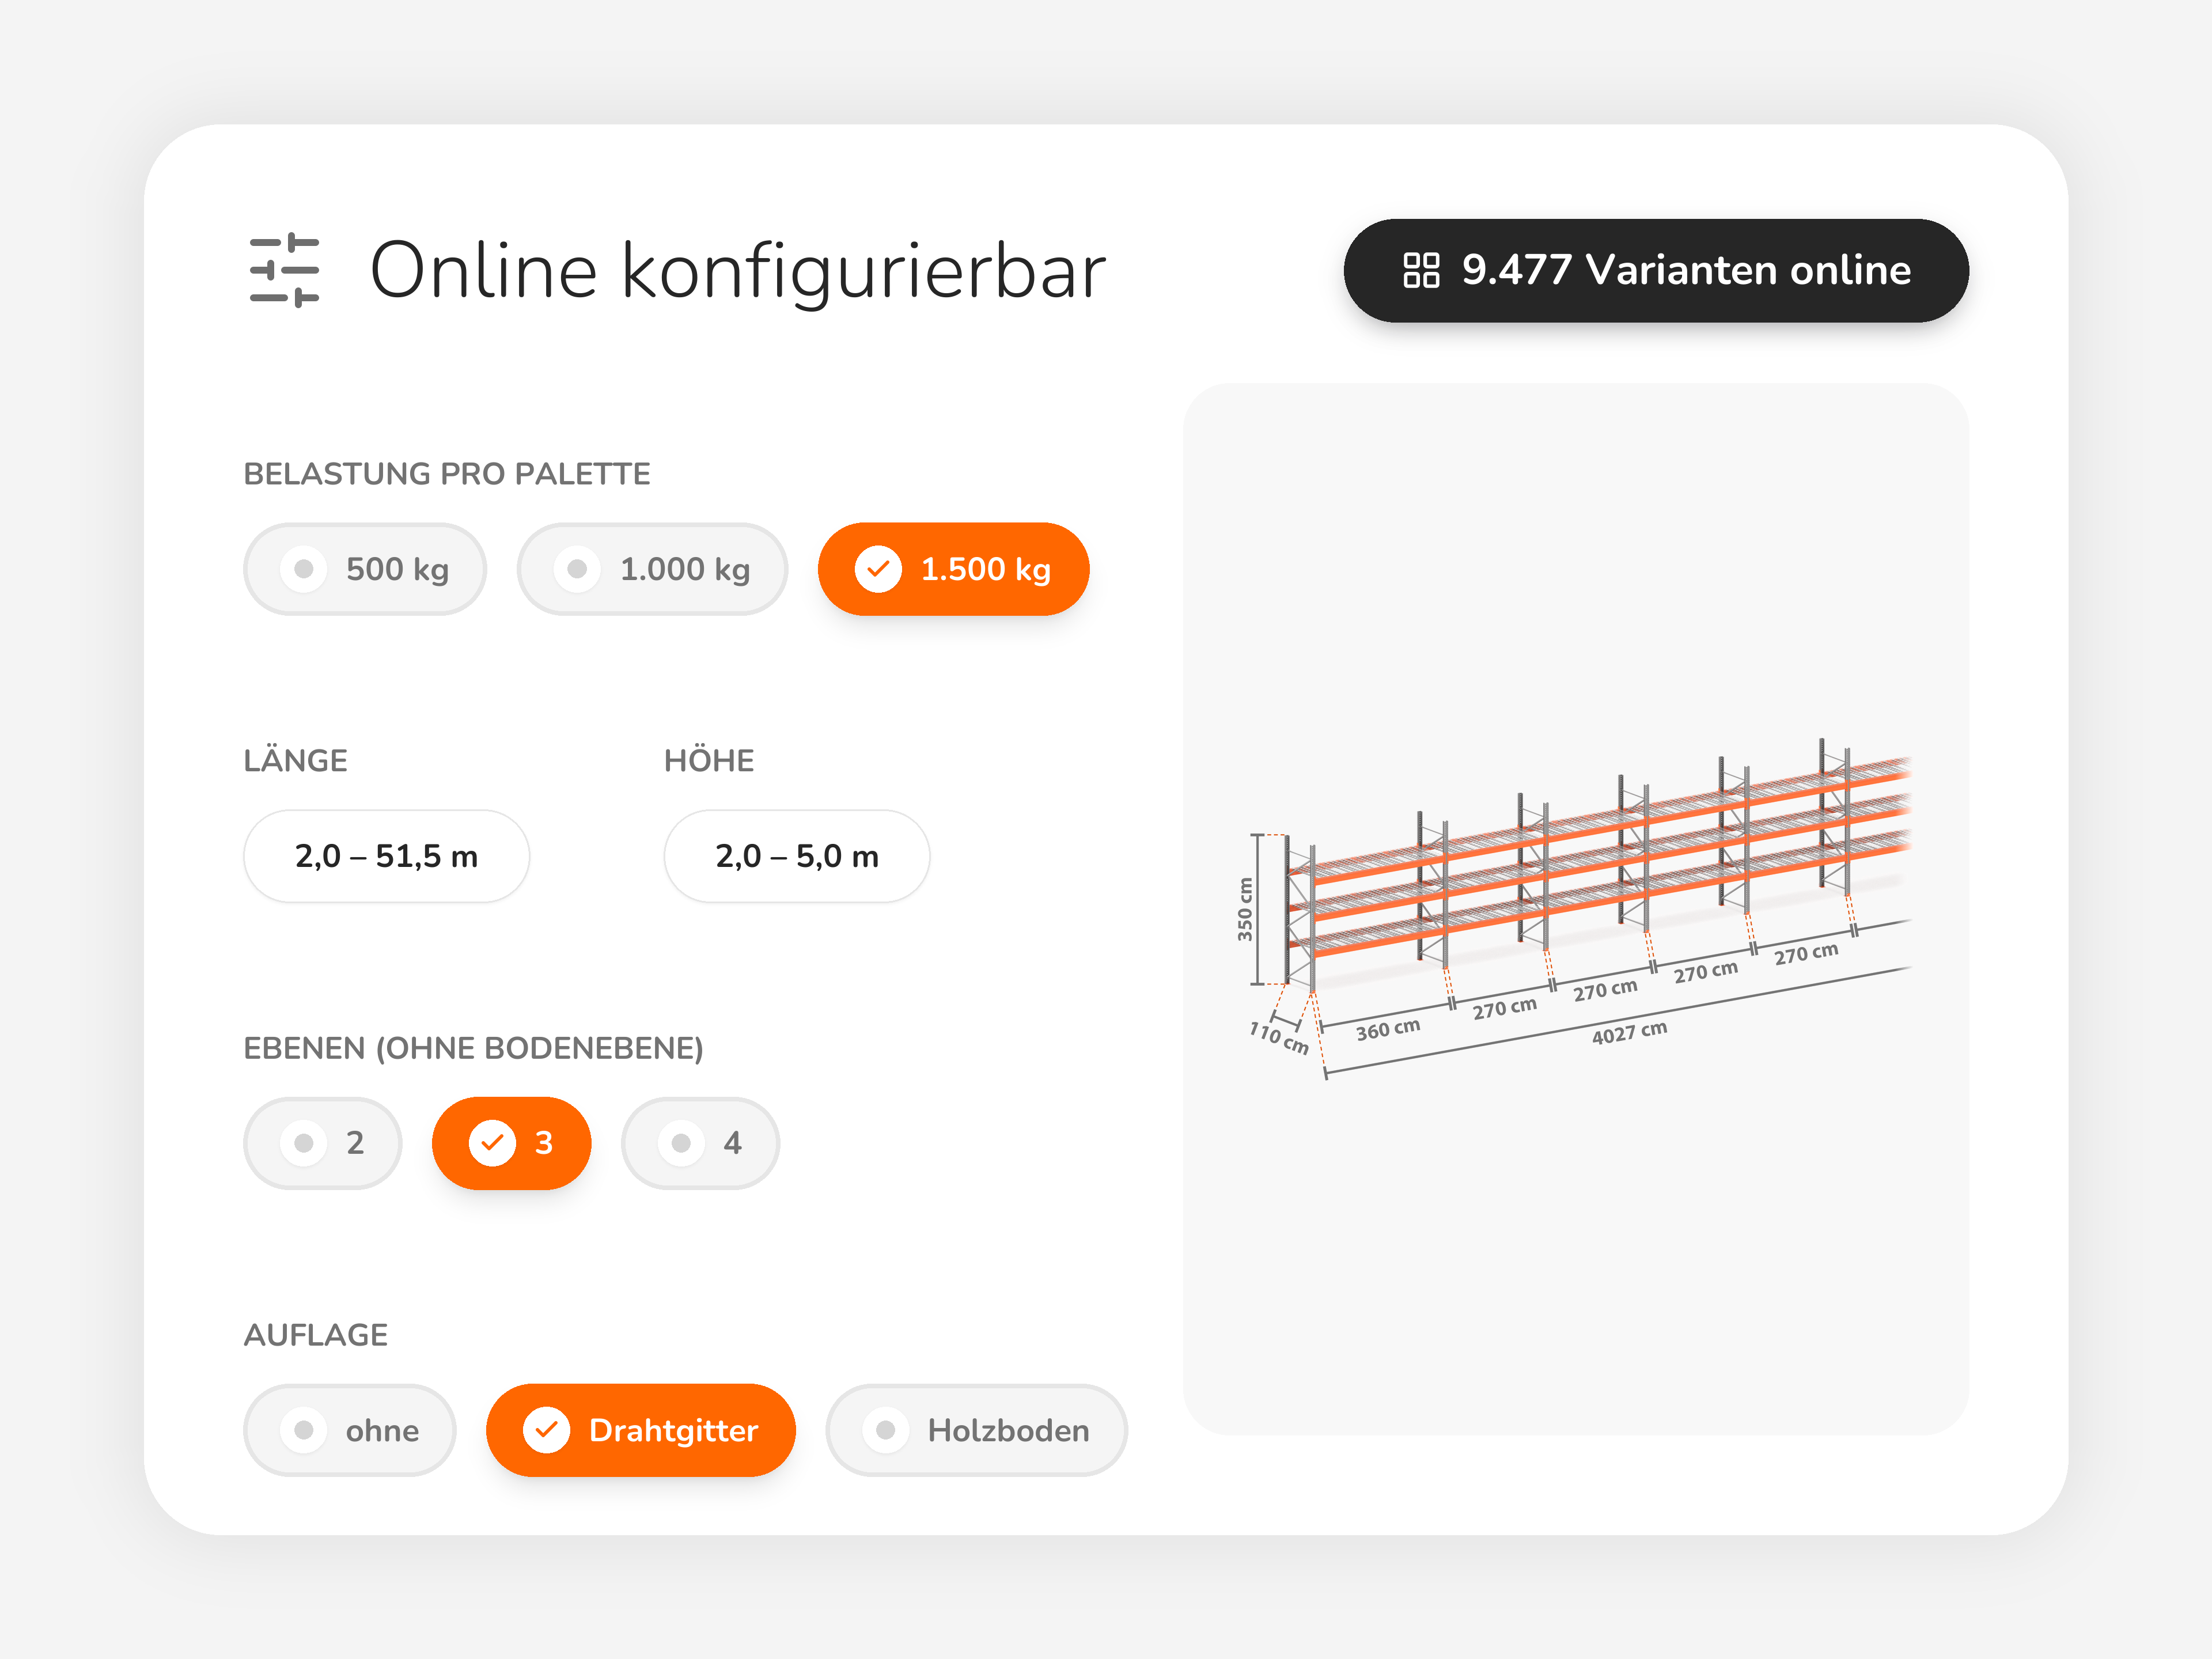 Online konfigurierbar
9.477 Varianten online
BELASTUNG PRO PALETTE
500 kg
1.000 kg
1.500 kg
LÄNGE
HÖHE
2,0 – 51,5 m
2,0 – 5,0 m
EBENEN (OHNE BODENEBENE)
2
3
4
AUFLAGE
ohne
Drahtgitter
Holzboden
350 cm
110 cm
360 cm
270 cm
270 cm
270 cm
270 cm
4027 cm